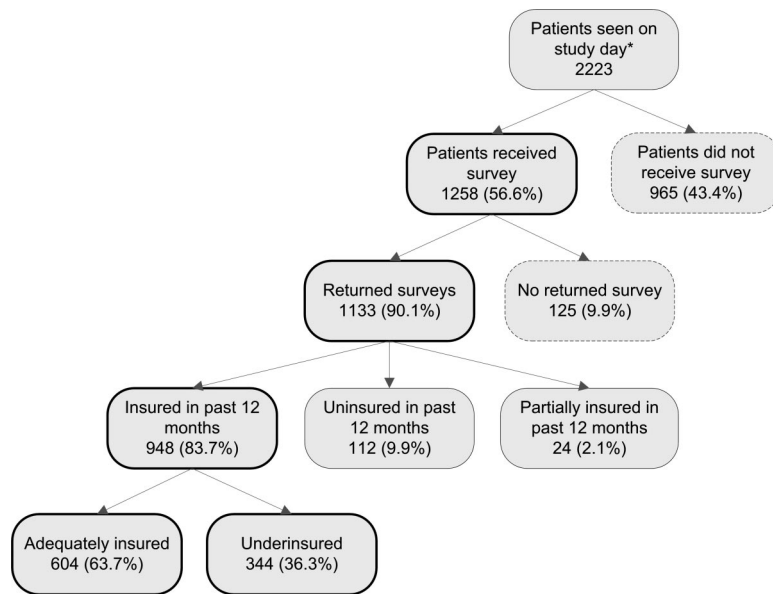 Patients seen on
study day*
2223
Patients received
survey
1258 (56.6%)
Patients did not
receive survey
965 (43.4%)
Returned surveys
1133 (90.1%)
No returned survey
125 (9.9%)
Insured in past 12
months
948 (83.7%)
Uninsured in past
12 months
112 (9.9%)
Partially insured in
past 12 months
24 (2.1%)
Adequately insured
604 (63.7%)
Underinsured
344 (36.3%)